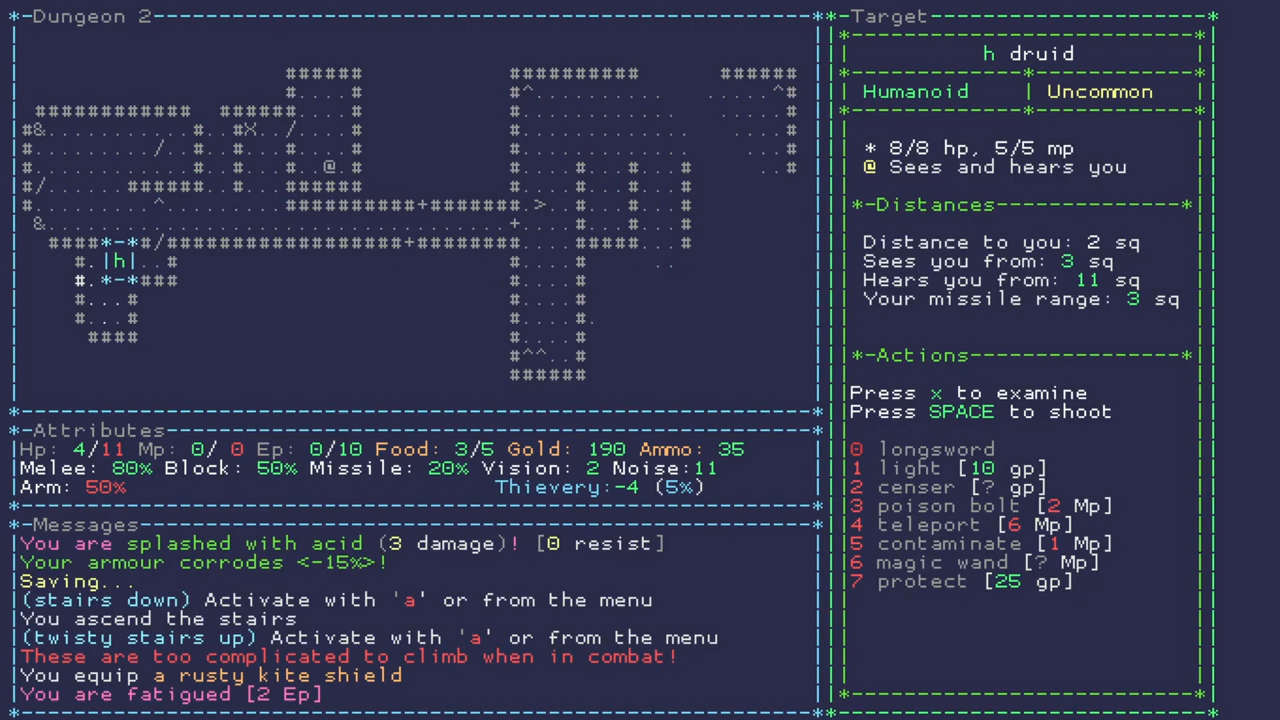 Dungeon 2
Target
h druid
Humanoid | Uncommon
* 8/8 hp, 5/5 mp
@ Sees and hears you
Distances
Distance to you: 2 sq
Sees you from: 3 sq
Hears you from: 11 sq
Your missile range: 3 sq
Actions
Press x to examine
Press SPACE to shoot
0 longsword
1 light [10 gp]
2 censer [? gp]
3 poison bolt [2 Mp]
4 teleport [6 Mp]
5 contaminate [1 Mp]
6 magic wand [? Mp]
7 protect [25 gp]
Attributes
Hp: 4/11 Mp: 0/ 0 Ep: 0/10 Food: 3/5 Gold: 190 Ammo: 35
Melee: 80% Block: 50% Missile: 20% Vision: 2 Noise:11
Arm: 50% Thievery:-4 (5%)
Messages
You are splashed with acid (3 damage)! [0 resist]
Your armour corrodes <-15%>!
Saving...
(stairs down) Activate with 'a' or from the menu
You ascend the stairs
(twisty stairs up) Activate with 'a' or from the menu
These are too complicated to climb when in combat!
You equip a rusty kite shield
You are fatigued [2 Ep]